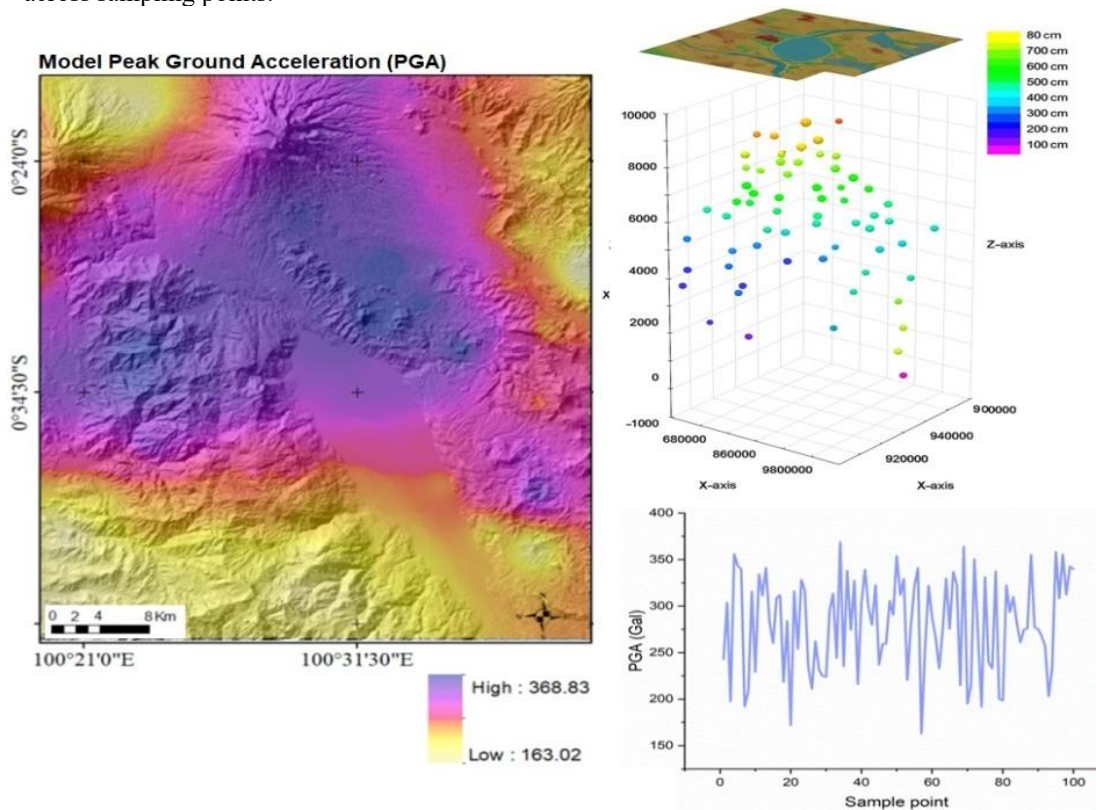 across sampling points.
Model Peak Ground Acceleration (PGA)
0°24'0"S
0°34'30"S
0 2 4 8 Km
100°21'0"E 100°31'30"E
High : 368.83
Low : 163.02
80 cm
700 cm
600 cm
500 cm
400 cm
200 cm
100 cm
10000
8000
6000
4000
2000
0
-1000
X
Z-axis
680000 860000 9800000
920000 940000 900000
X-axis X-axis
400
350
300
250
200
150
PGA (Gal)
0 20 40 60 80 100
Sample point